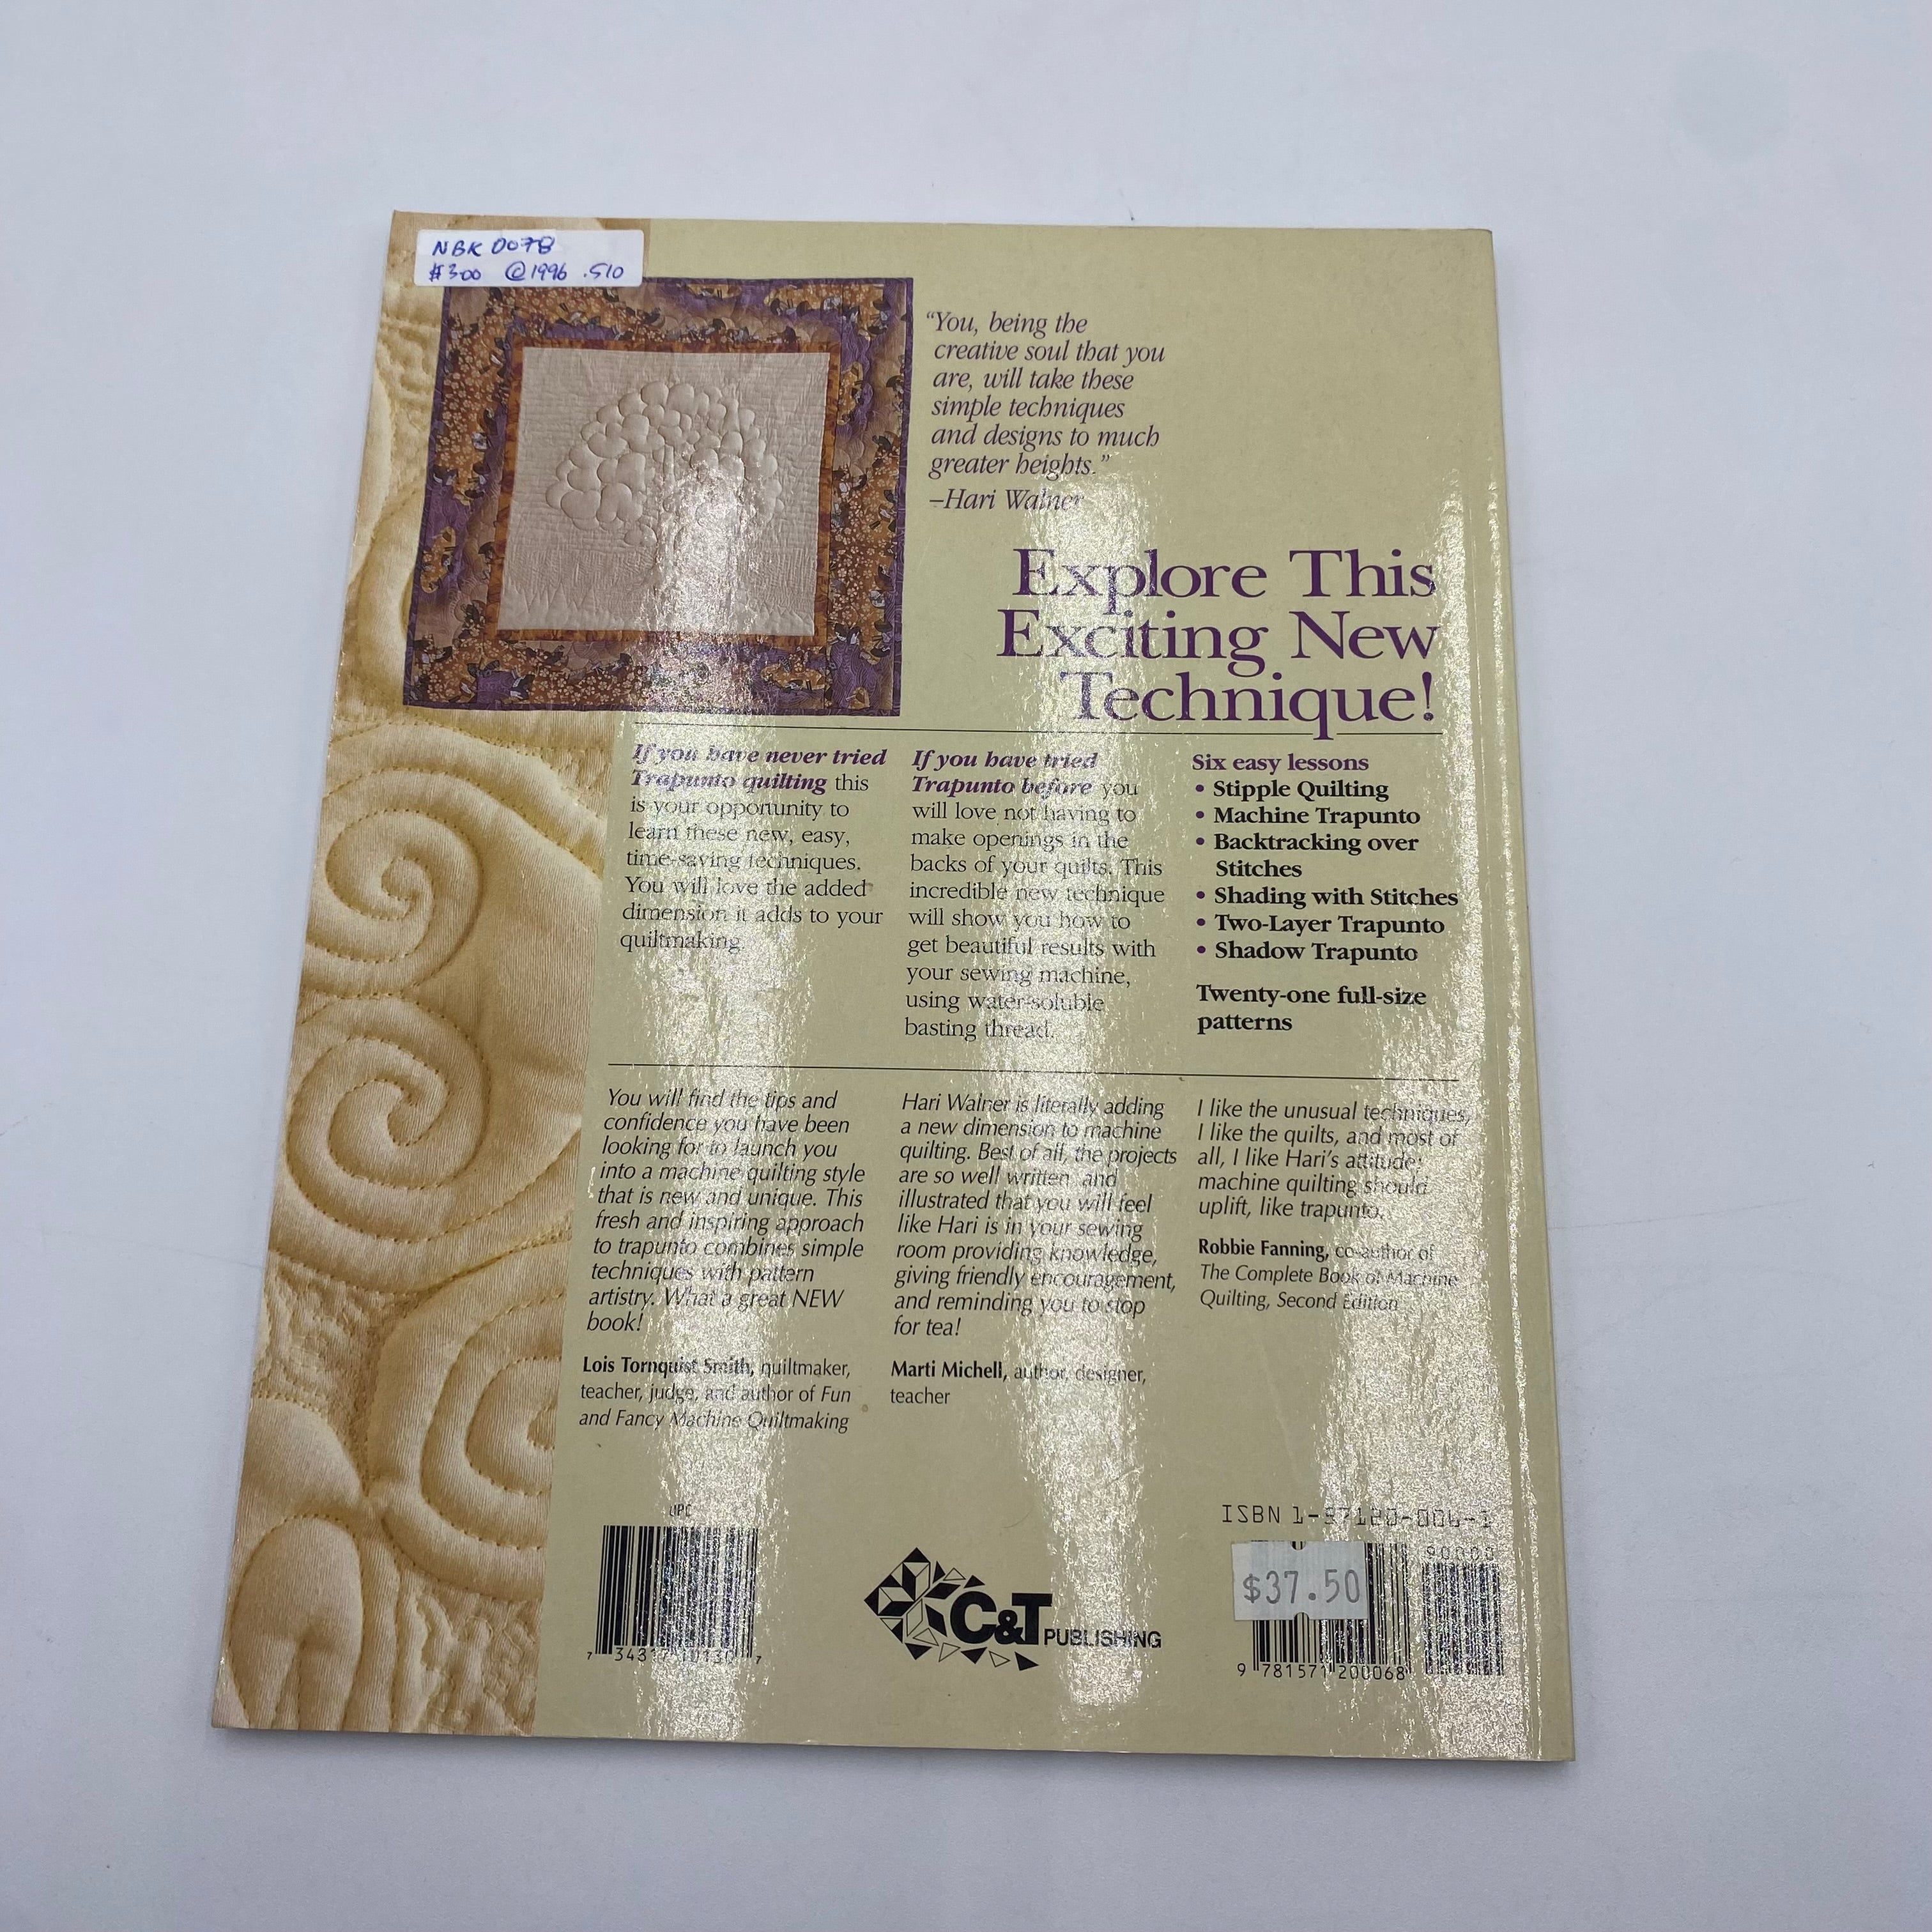 NBK 0078
$3.00 @1996 .510
“You, being the
creative soul that you
are, will take these
simple techniques
and designs to much
greater heights.”
–Hari Walner
Explore This
Exciting New
Technique!
If you have never tried
Trapunto quilting this
is your opportunity to
learn these new, easy,
time-saving techniques.
You will love the added
dimension it adds to your
quiltmaking.
If you have tried
Trapunto before you
will love not having to
make openings in the
backs of your quilts. This
incredible new technique
will show you how to
get beautiful results with
your sewing machine,
using water-soluble
basting thread.
Six easy lessons
• Stipple Quilting
• Machine Trapunto
• Backtracking over
Stitches
• Shading with Stitches
• Two-Layer Trapunto
• Shadow Trapunto
Twenty-one full-size
patterns
You will find the tips and
confidence you have been
looking for to launch you
into a machine quilting style
that is new and unique. This
fresh and inspiring approach
to trapunto combines simple
techniques with pattern
artistry. What a great NEW
book!
Lois Tornquist Smith, quiltmaker,
teacher, judge, and author of Fun
and Fancy Machine Quiltmaking
Hari Walner is literally adding
a new dimension to machine
quilting. Best of all, the projects
are so well written and
illustrated that you will feel
like Hari is in your sewing
room providing knowledge,
giving friendly encouragement,
and reminding you to stop
for tea!
Marti Michell, author, designer,
teacher
I like the unusual techniques,
I like the quilts, and most of
all, I like Hari's attitude:
machine quilting should
uplift, like trapunto.
Robbie Fanning, co-author of
The Complete Book of Machine
Quilting, Second Edition
UPC
7
7
C&T PUBLISHING
ISBN 1-57120-006-1
$37.50
9 781571 200068